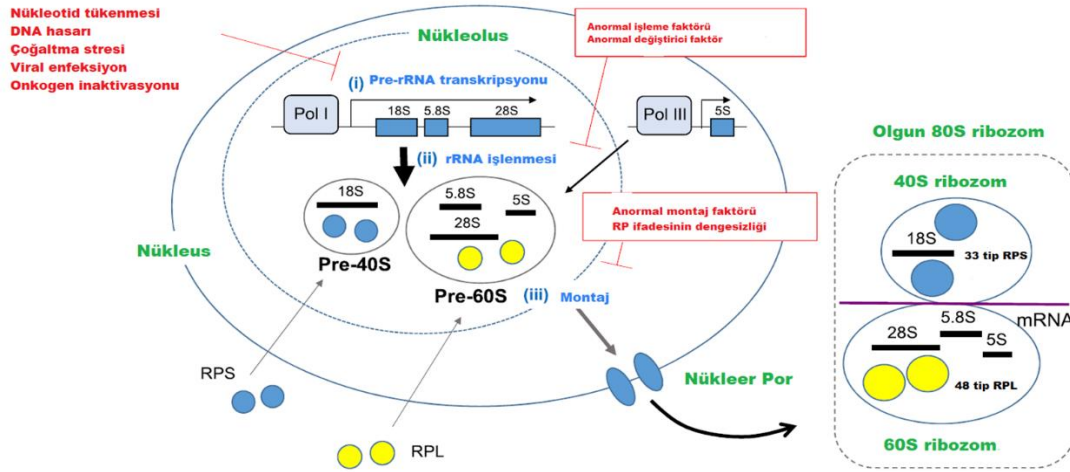 Nükleotid tükenmesi
DNA hasarı
Çoğaltma stresi
Viral enfeksiyon
Onkogen inaktivasyonu
Anormal işleme faktörü
Anormal değiştirici faktör
Nükleolus
(i) Pre-rRNA transkripsyonu
Pol I
18S
5.8S
28S
Pol III
5S
(ii) rRNA işlenmesi
18S
Pre-40S
5.8S
5S
28S
Pre-60S
Anormal montaj faktörü
RP ifadesinin dengesizliği
Nükleus
(iii) Montaj
RPS
RPL
Nükleer Por
Olgun 80S ribozom
40S ribozom
18S
33 tip RPS
mRNA
5.8S
28S
5S
48 tip RPL
60S ribozom